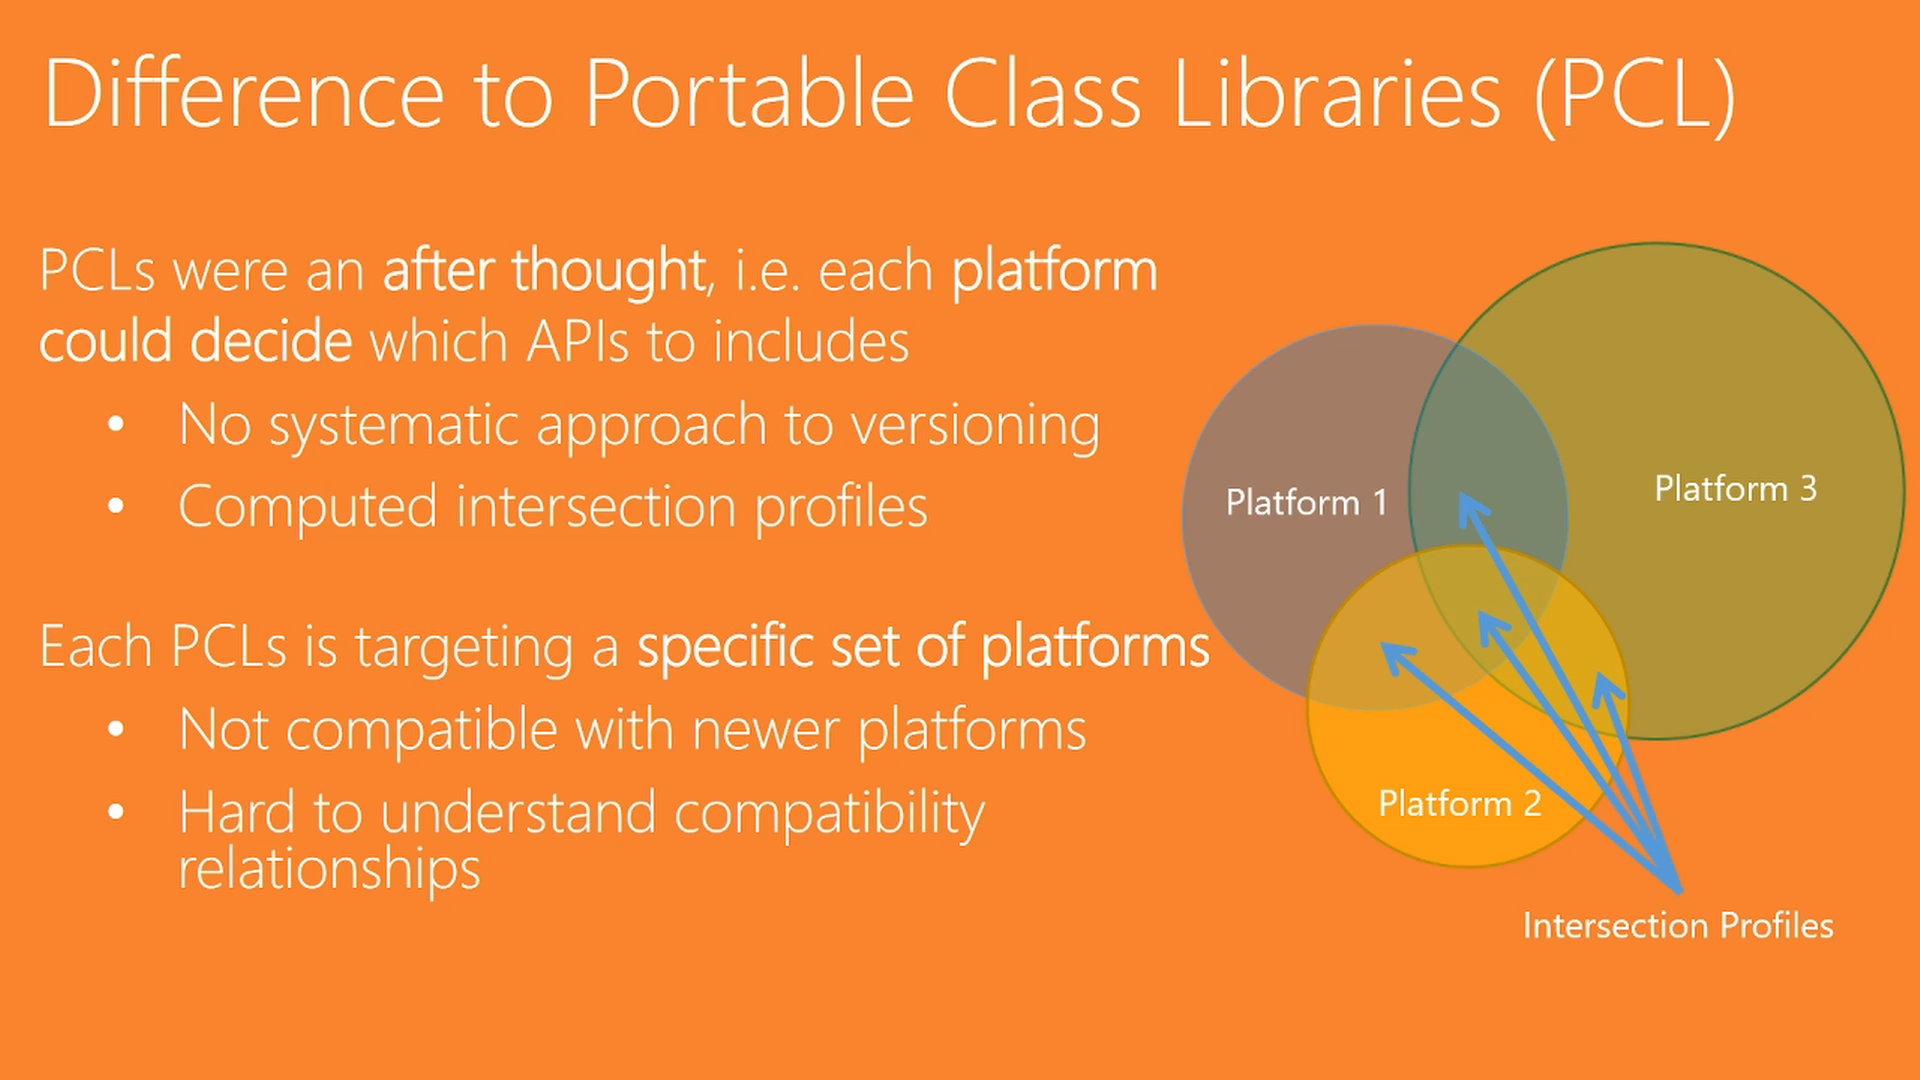 Difference to Portable Class Libraries (PCL)
PCLs were an after thought, i.e. each platform
could decide which APIs to includes
• No systematic approach to versioning
• Computed intersection profiles
Each PCLs is targeting a specific set of platforms
• Not compatible with newer platforms
• Hard to understand compatibility
relationships
Platform 1
Platform 3
Platform 2
Intersection Profiles